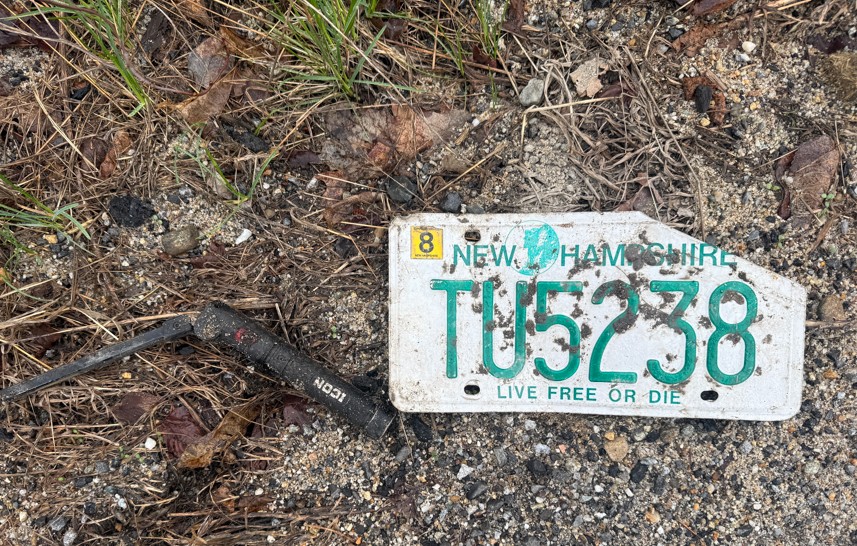 8
NEW HAMPSHIRE
TU5238
LIVE FREE OR DIE
ICON